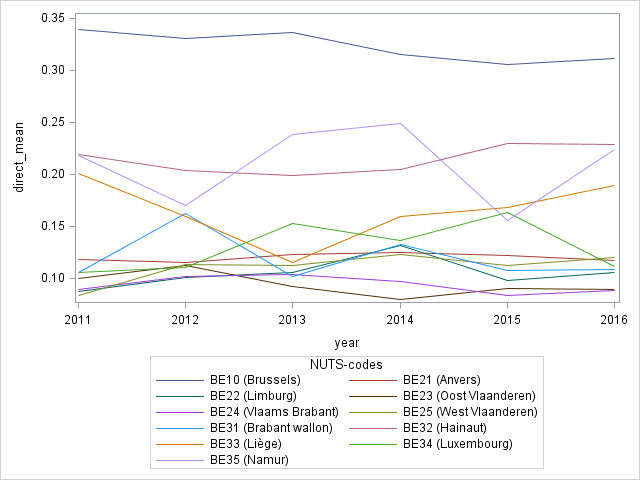 0.35
0.30
0.25
0.20
0.15
0.10
direct_mean
2011 2012 2013 2014 2015 2016
year
NUTS-codes
BE10 (Brussels) BE21 (Anvers)
BE22 (Limburg) BE23 (Oost Vlaanderen)
BE24 (Vlaams Brabant) BE25 (West Vlaanderen)
BE31 (Brabant wallon) BE32 (Hainaut)
BE33 (Liège) BE34 (Luxembourg)
BE35 (Namur)